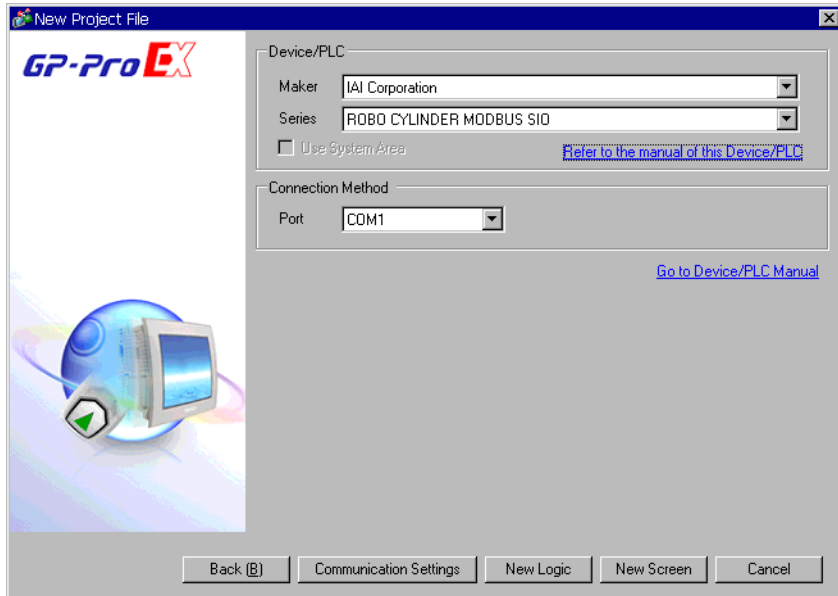 New Project File
GP-Pro EX
Device/PLC
Maker IAI Corporation
Series ROBO CYLINDER MODBUS SIO
Use System Area Refer to the manual of this Device/PLC
Connection Method
Port COM1
Go to Device/PLC Manual
Back (B) Communication Settings New Logic New Screen Cancel